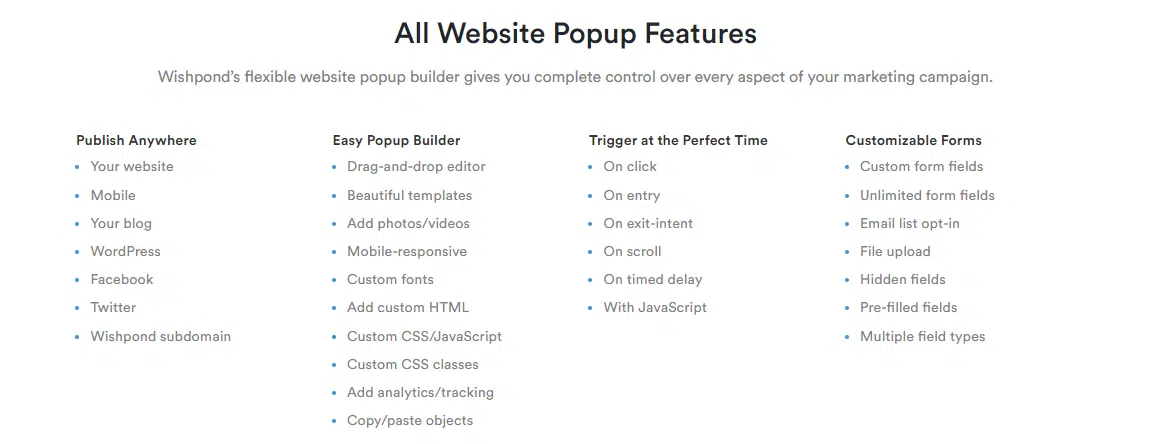 All Website Popup Features
Wishpond’s flexible website popup builder gives you complete control over every aspect of your marketing campaign.
Publish Anywhere
Your website
Mobile
Your blog
WordPress
Facebook
Twitter
Wishpond subdomain
Easy Popup Builder
Drag-and-drop editor
Beautiful templates
Add photos/videos
Mobile-responsive
Custom fonts
Add custom HTML
Custom CSS/JavaScript
Custom CSS classes
Add analytics/tracking
Copy/paste objects
Trigger at the Perfect Time
On click
On entry
On exit-intent
On scroll
On timed delay
With JavaScript
Customizable Forms
Custom form fields
Unlimited form fields
Email list opt-in
File upload
Hidden fields
Pre-filled fields
Multiple field types